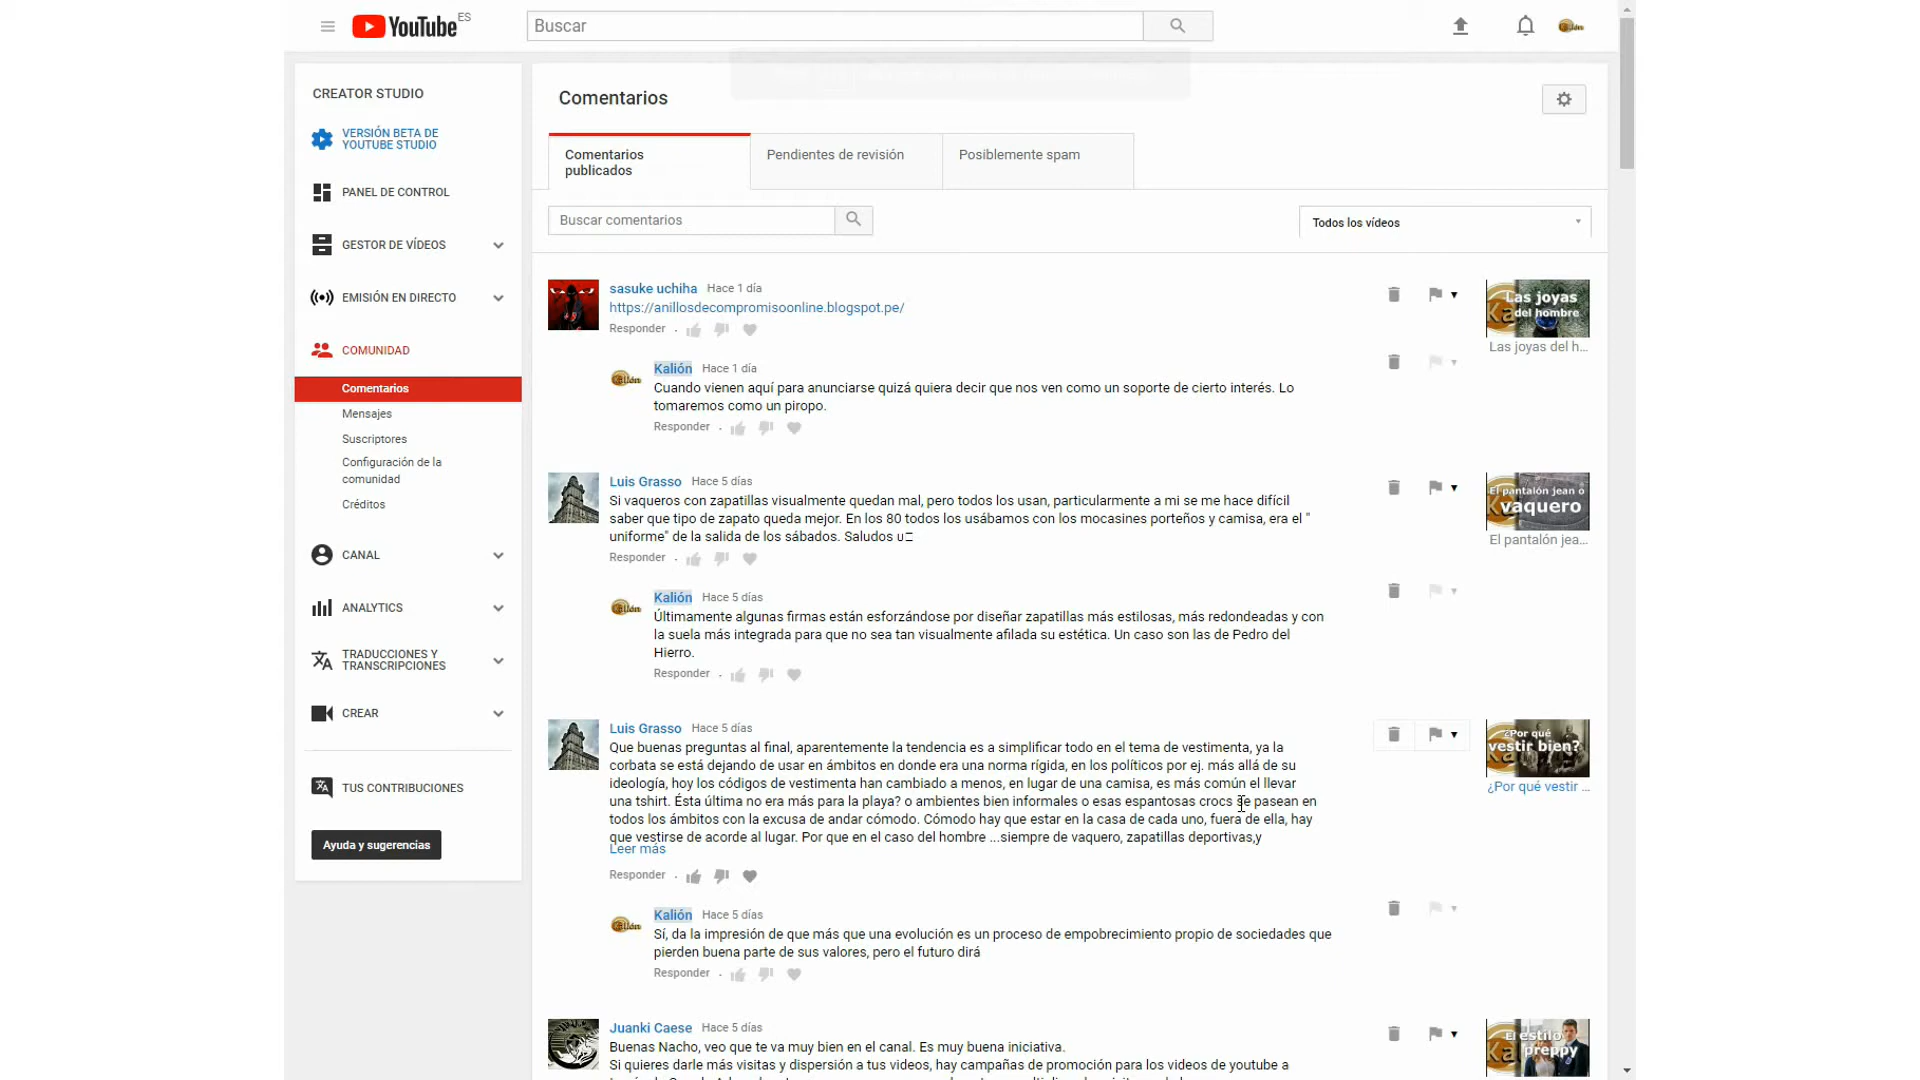 YouTube ES
Buscar
CREATOR STUDIO
VERSIÓN BETA DE
YOUTUBE STUDIO
PANEL DE CONTROL
GESTOR DE VÍDEOS
EMISIÓN EN DIRECTO
COMUNIDAD
Comentarios
Mensajes
Suscriptores
Configuración de la
comunidad
Créditos
CANAL
ANALYTICS
TRADUCCIONES Y
TRANSCRIPCIONES
CREAR
TUS CONTRIBUCIONES
Ayuda y sugerencias
Comentarios
Comentarios
publicados
Pendientes de revisión
Posiblemente spam
Buscar comentarios
Todos los vídeos
sasuke uchiha Hace 1 día
https://anillosdecompromisoonline.blogspot.pe/
Responder
Las joyas
del hombre
Las joyas del h...
Kalión Hace 1 día
Cuando vienen aquí para anunciarse quizá quiera decir que nos ven como un soporte de cierto interés. Lo
tomaremos como un piropo.
Responder
Luis Grasso Hace 5 días
Si vaqueros con zapatillas visualmente quedan mal, pero todos los usan, particularmente a mi se me hace difícil
saber que tipo de zapato queda mejor. En los 80 todos los usábamos con los mocasines porteños y camisa, era el "
uniforme" de la salida de los sábados. Saludos
Responder
El pantalón jean o
vaquero
El pantalón jea...
Kalión Hace 5 días
Últimamente algunas firmas están esforzándose por diseñar zapatillas más estilosas, más redondeadas y con
la suela más integrada para que no sea tan visualmente afilada su estética. Un caso son las de Pedro del
Hierro.
Responder
Luis Grasso Hace 5 días
Que buenas preguntas al final, aparentemente la tendencia es a simplificar todo en el tema de vestimenta, ya la
corbata se está dejando de usar en ámbitos en donde era una norma rígida, en los políticos por ej. más allá de su
ideología, hoy los códigos de vestimenta han cambiado a menos, en lugar de una camisa, es más común el llevar
una tshirt. Ésta última no era más para la playa? o ambientes bien informales o esas espantosas crocs se pasean en
todos los ámbitos con la excusa de andar cómodo. Cómodo hay que estar en la casa de cada uno, fuera de ella, hay
que vestirse de acorde al lugar. Por que en el caso del hombre ...siempre de vaquero, zapatillas deportivas,y
Leer más
Responder
¿Por qué
vestir bien?
¿Por qué vestir ...
Kalión Hace 5 días
Sí, da la impresión de que más que una evolución es un proceso de empobrecimiento propio de sociedades que
pierden buena parte de sus valores, pero el futuro dirá
Responder
Juanki Caese Hace 5 días
Buenas Nacho, veo que te va muy bien en el canal. Es muy buena iniciativa.
Si quieres darle más visitas y dispersión a tus videos, hay campañas de promoción para los videos de youtube a
El estilo
preppy